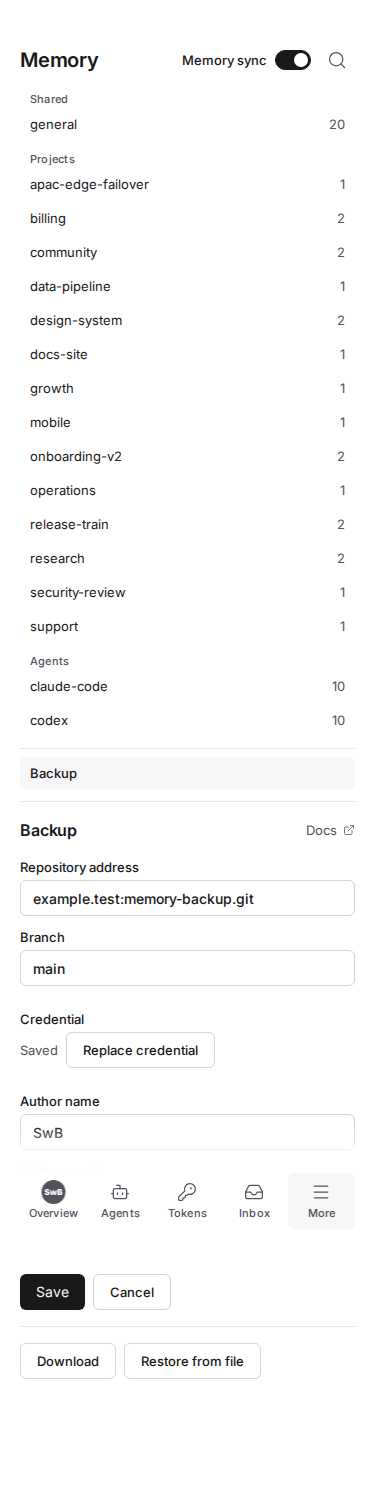 Memory
Memory sync
Shared
general 20
Projects
apac-edge-failover 1
billing 2
community 2
data-pipeline 1
design-system 2
docs-site 1
growth 1
mobile 1
onboarding-v2 2
operations 1
release-train 2
research 2
security-review 1
support 1
Agents
claude-code 10
codex 10
Backup
Backup Docs
Repository address
example.test:memory-backup.git
Branch
main
Credential
Saved Replace credential
Author name
SwB
SwB
Overview Agents Tokens Inbox More
Save Cancel
Download Restore from file